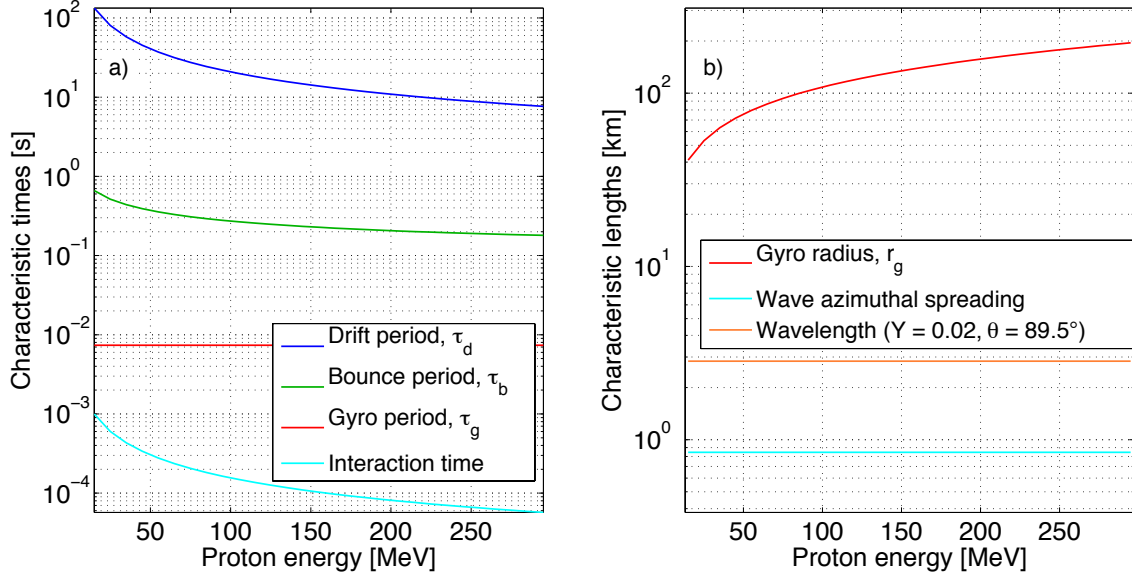 a)
Characteristic times [s]
10^2
10^1
10^0
10^−1
10^−2
10^−3
10^−4
50
100
150
200
250
Proton energy [MeV]
Drift period, τ_d
Bounce period, τ_b
Gyro period, τ_g
Interaction time
b)
Characteristic lengths [km]
10^2
10^1
10^0
50
100
150
200
250
Proton energy [MeV]
Gyro radius, r_g
Wave azimuthal spreading
Wavelength (Y = 0.02, θ = 89.5°)